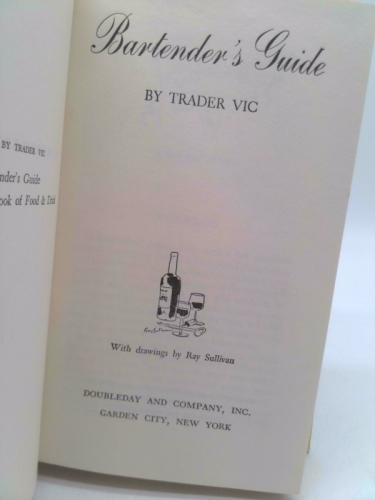 BY TRADER VIC
nder's Guide
ook of Food & Drink
Bartender's Guide
BY TRADER VIC
With drawings by Ray Sullivan
DOUBLEDAY AND COMPANY, INC.
GARDEN CITY, NEW YORK